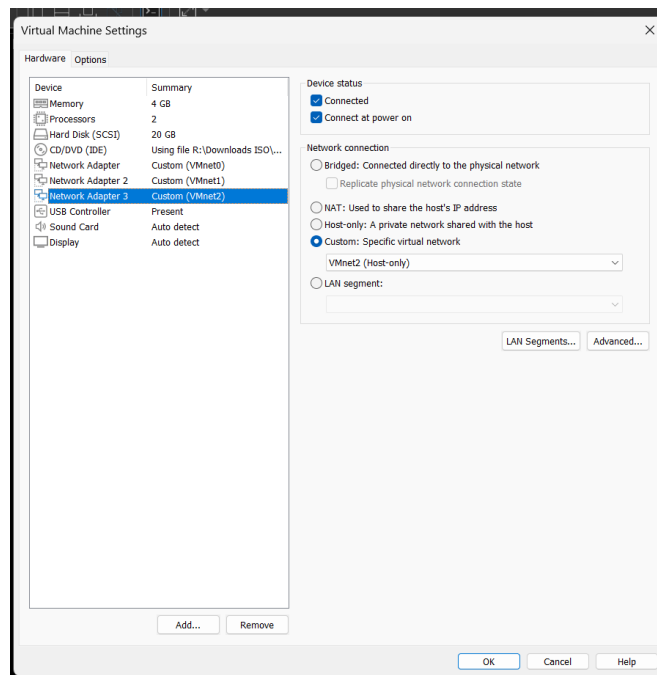 Virtual Machine Settings
Hardware Options
Device Summary
Memory 4 GB
Processors 2
Hard Disk (SCSI) 20 GB
CD/DVD (IDE) Using file R:\Downloads ISO\...
Network Adapter Custom (VMnet0)
Network Adapter 2 Custom (VMnet1)
Network Adapter 3 Custom (VMnet2)
USB Controller Present
Sound Card Auto detect
Display Auto detect
Add... Remove
Device status
Connected
Connect at power on
Network connection
Bridged: Connected directly to the physical network
Replicate physical network connection state
NAT: Used to share the host's IP address
Host-only: A private network shared with the host
Custom: Specific virtual network
VMnet2 (Host-only)
LAN segment:
LAN Segments... Advanced...
OK Cancel Help